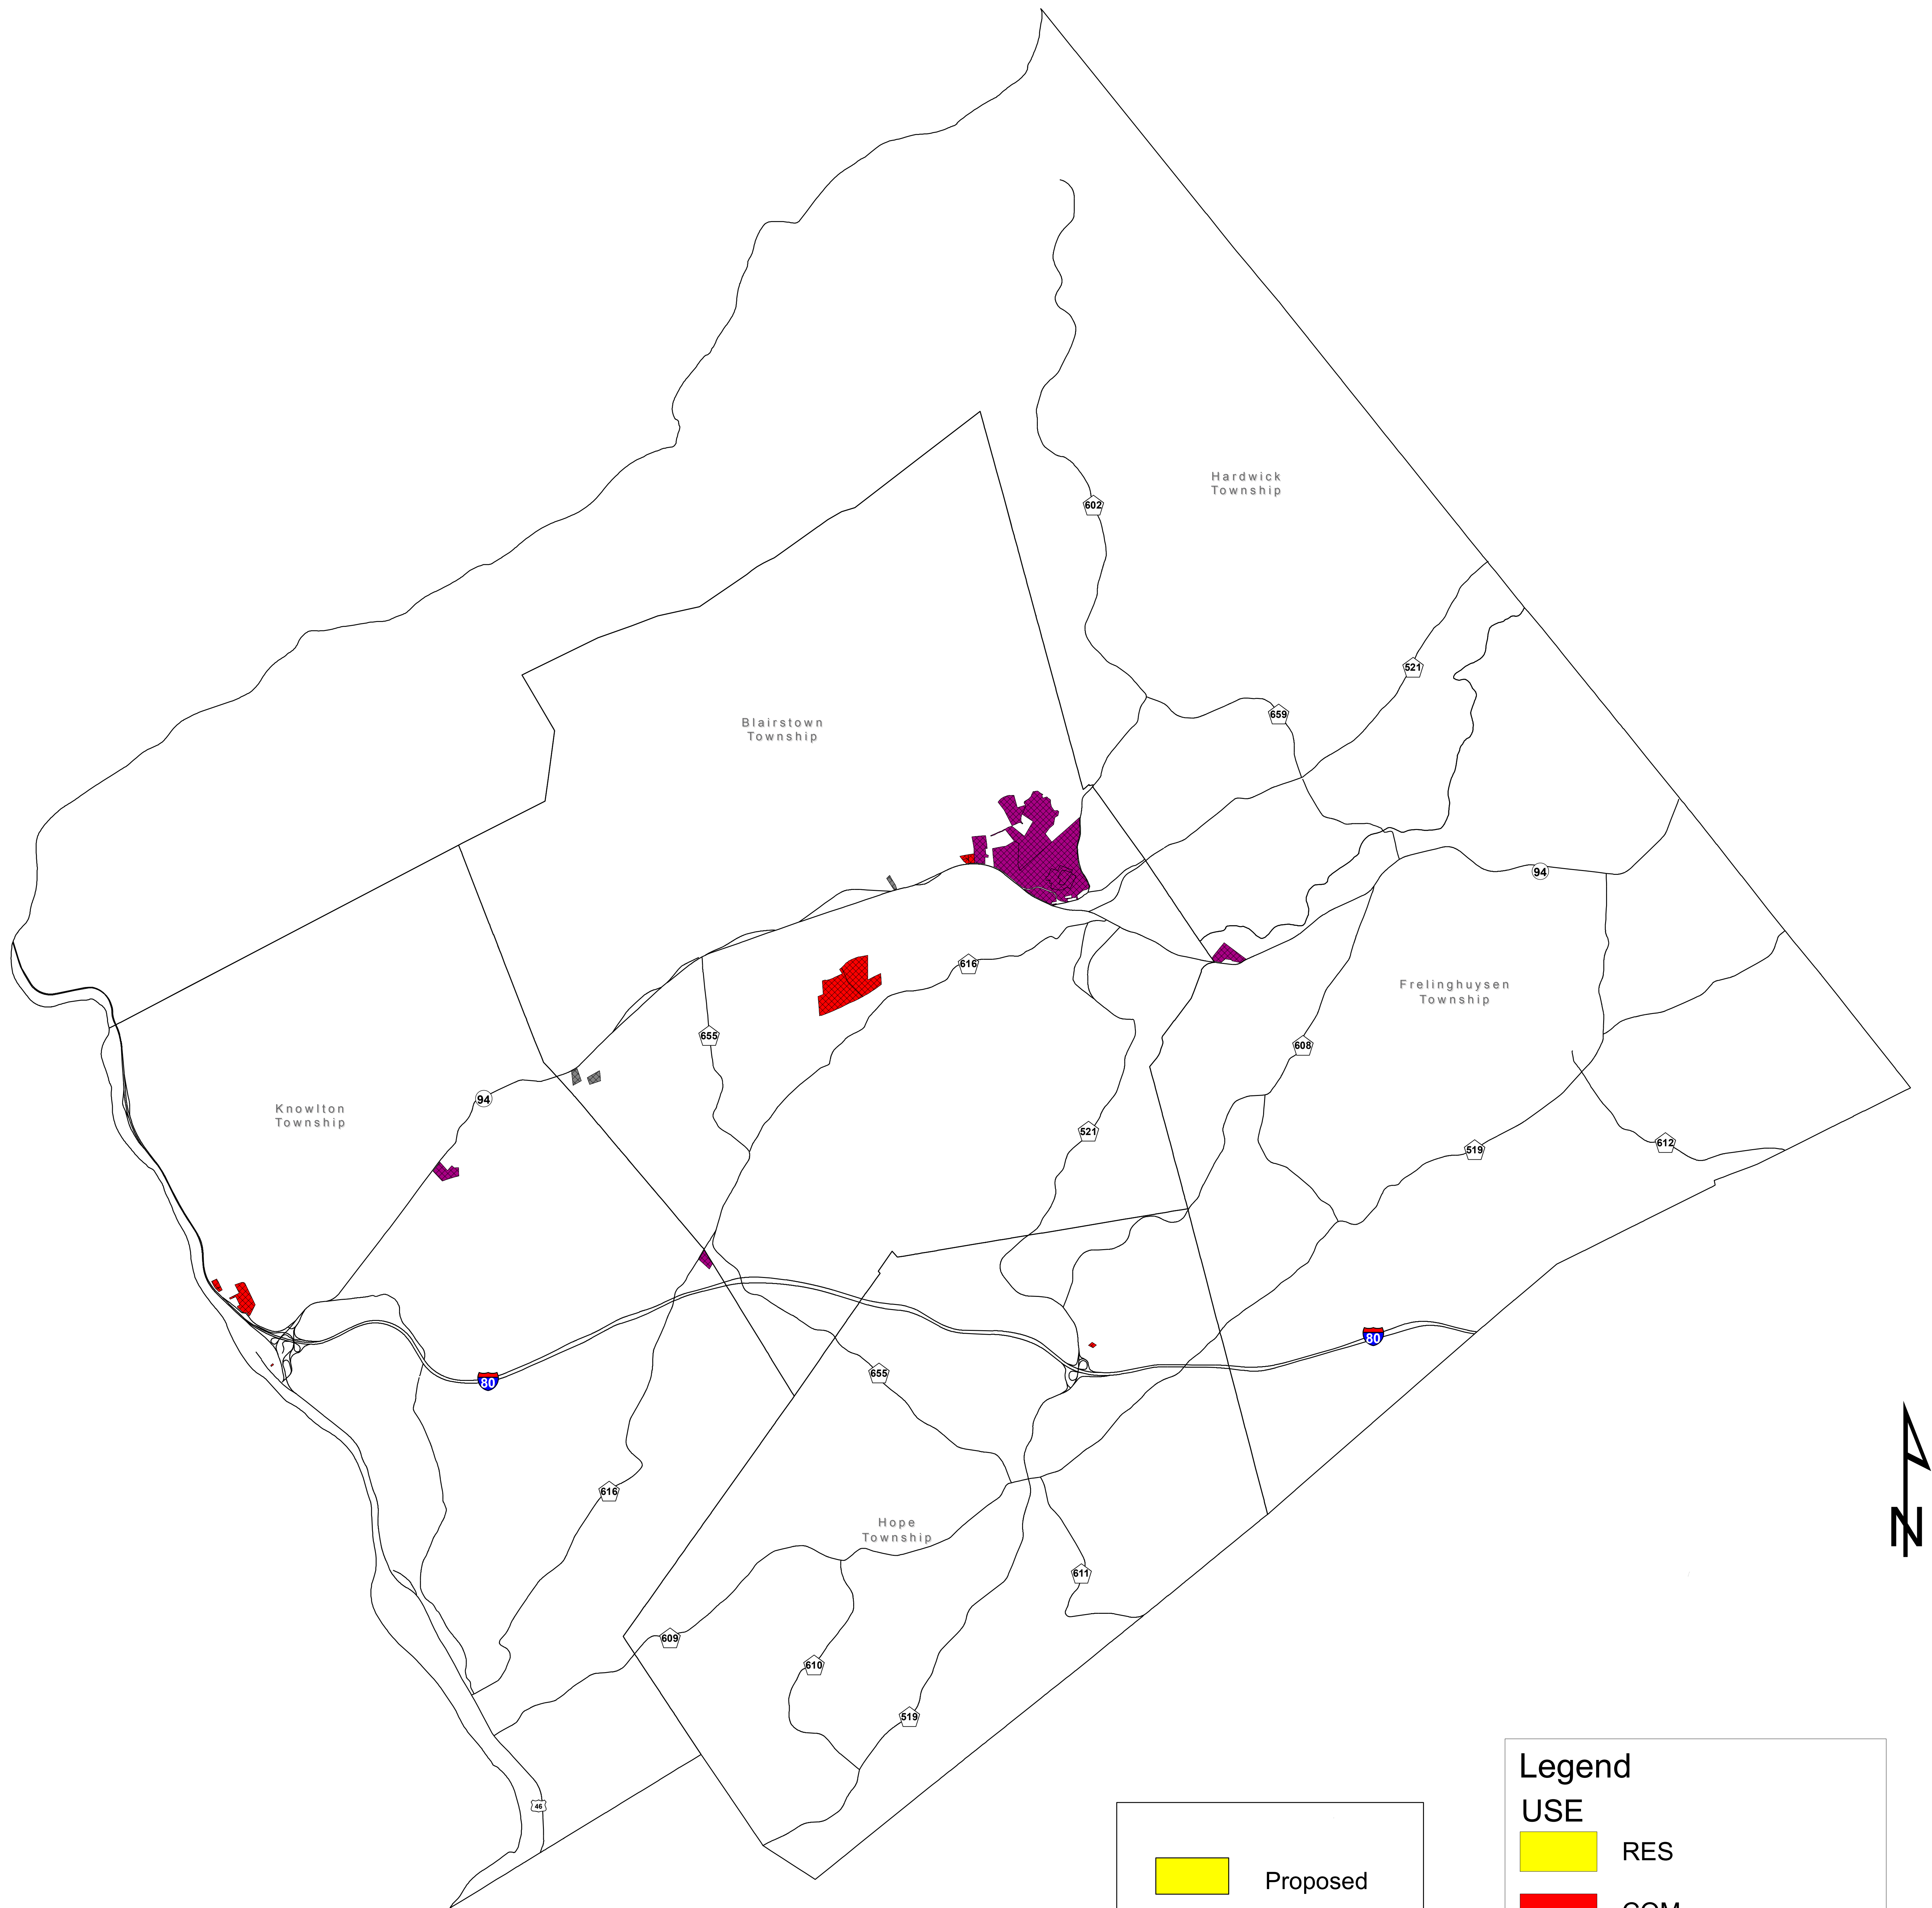 Hardwick
Township
602
521
659
Blairstown
Township
94
616
Frelinghuysen
Township
655
608
94
Knowlton
Township
521
519
612
80
655
80
616
Hope
Township
611
609
610
519
46
N
Legend
USE
RES
Proposed